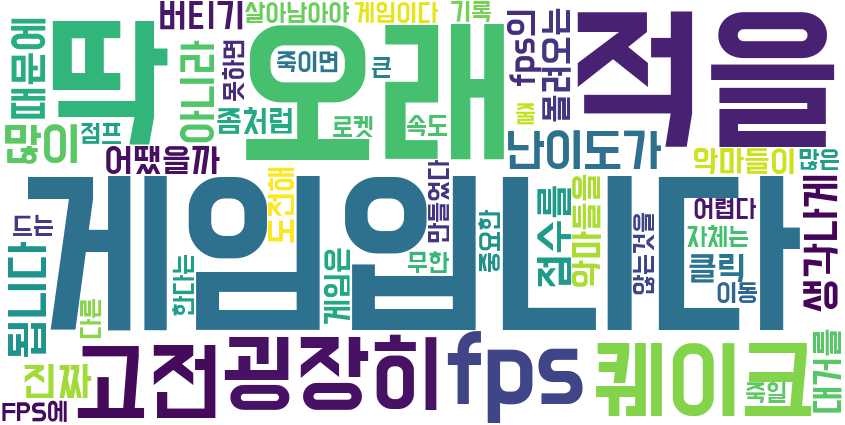 버티기
살아남아야
게임이다
기록
때문에
딱
아니라
못하면
오래
죽이면
큰
fps의
몰려오는
적을
많이
점프
좀처럼
로켓
속도
줄
난이도가
어땠을까
악마들이
많은
게임입니다
드는
됩니다
다른
한다는
도전해
게임은
무한
만들었다
중요한
점수를
악마들을
않는것을
어렵다
자체는
클릭
이동
생각나게
진짜
FPS에
고전
굉장히
fps
퀘이크
죽일
대거를